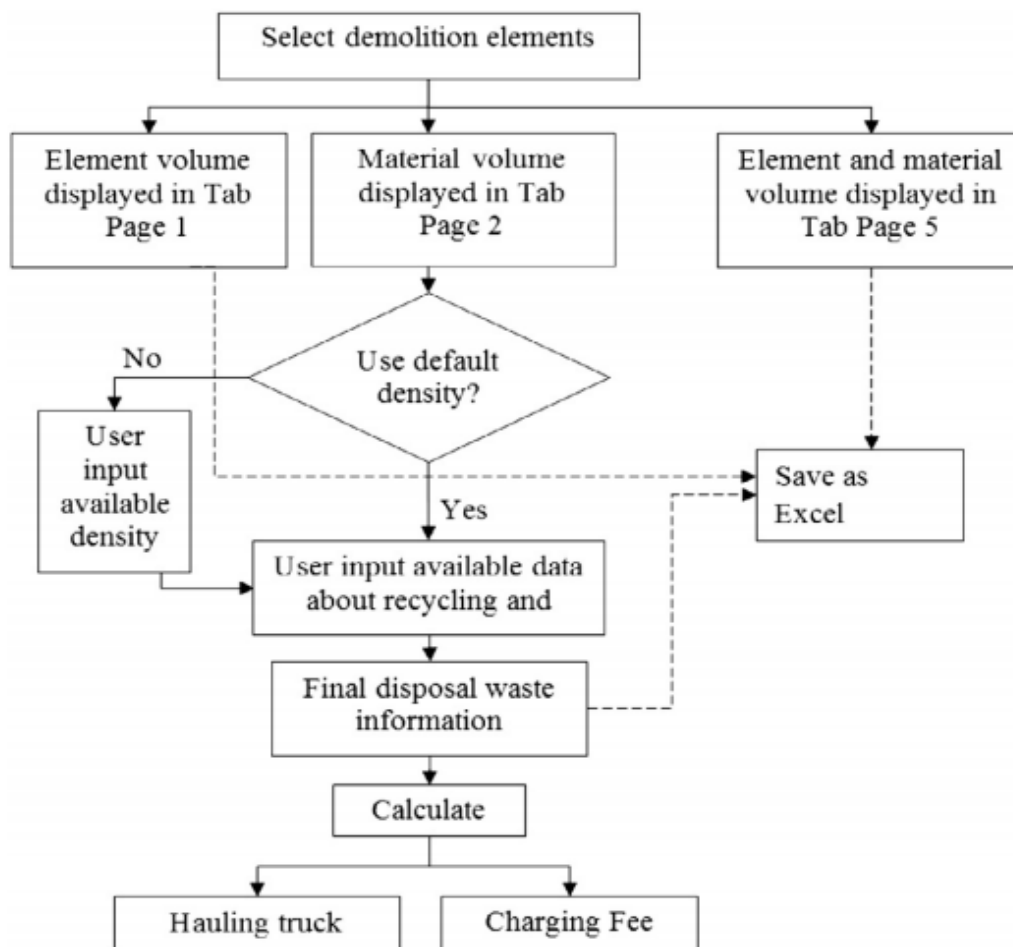 Select demolition elements
Element volume
displayed in Tab
Page 1
Material volume
displayed in Tab
Page 2
Element and material
volume displayed in
Tab Page 5
Use default
density?
No
User
input
available
density
Yes
Save as
Excel
User input available data
about recycling and
Final disposal waste
information
Calculate
Hauling truck
Charging Fee